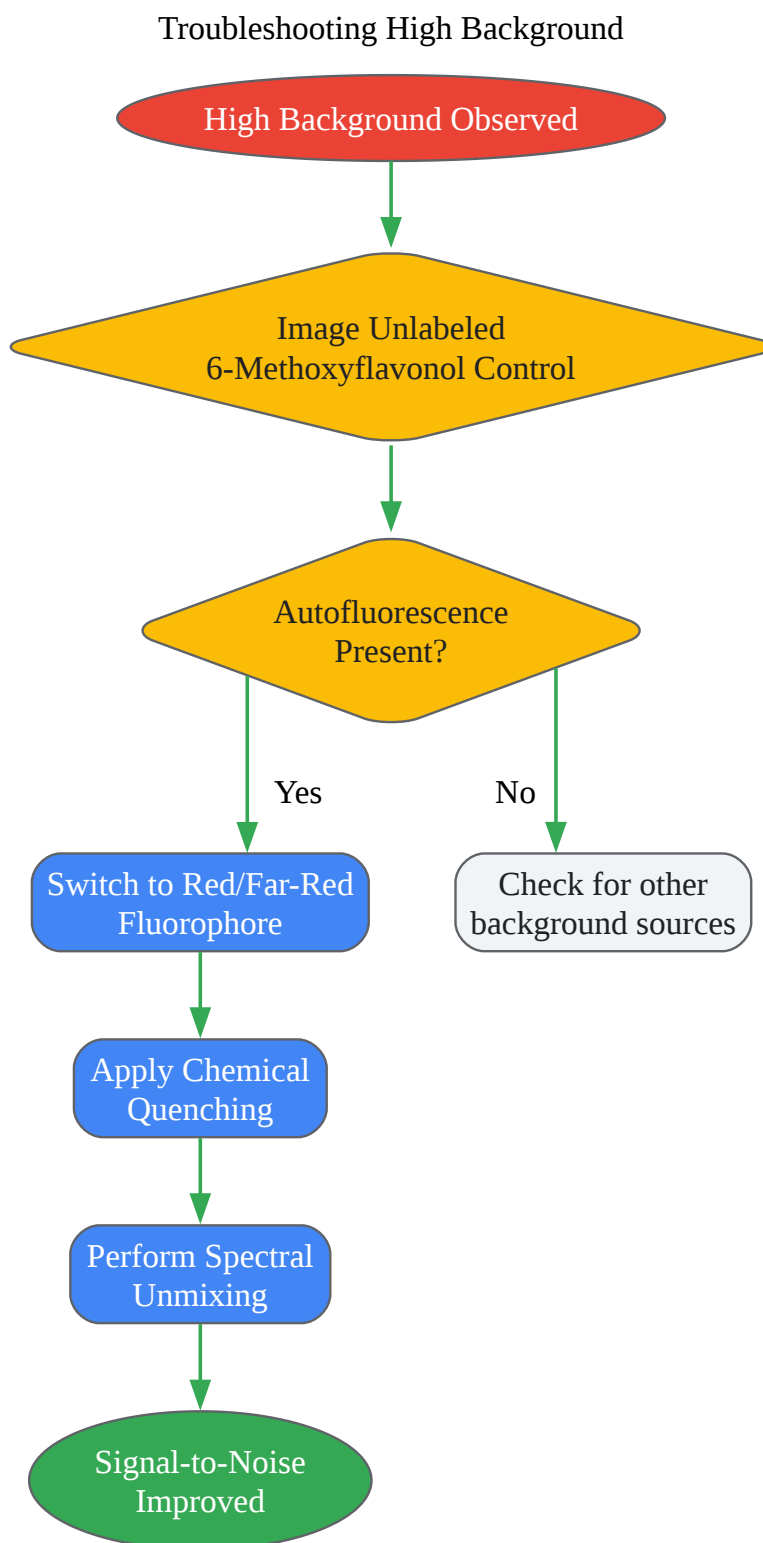 Troubleshooting High Background
High Background Observed
Image Unlabeled
6-Methoxyflavonol Control
Autofluorescence
Present?
Yes
No
Switch to Red/Far-Red
Fluorophore
Check for other
background sources
Apply Chemical
Quenching
Perform Spectral
Unmixing
Signal-to-Noise
Improved